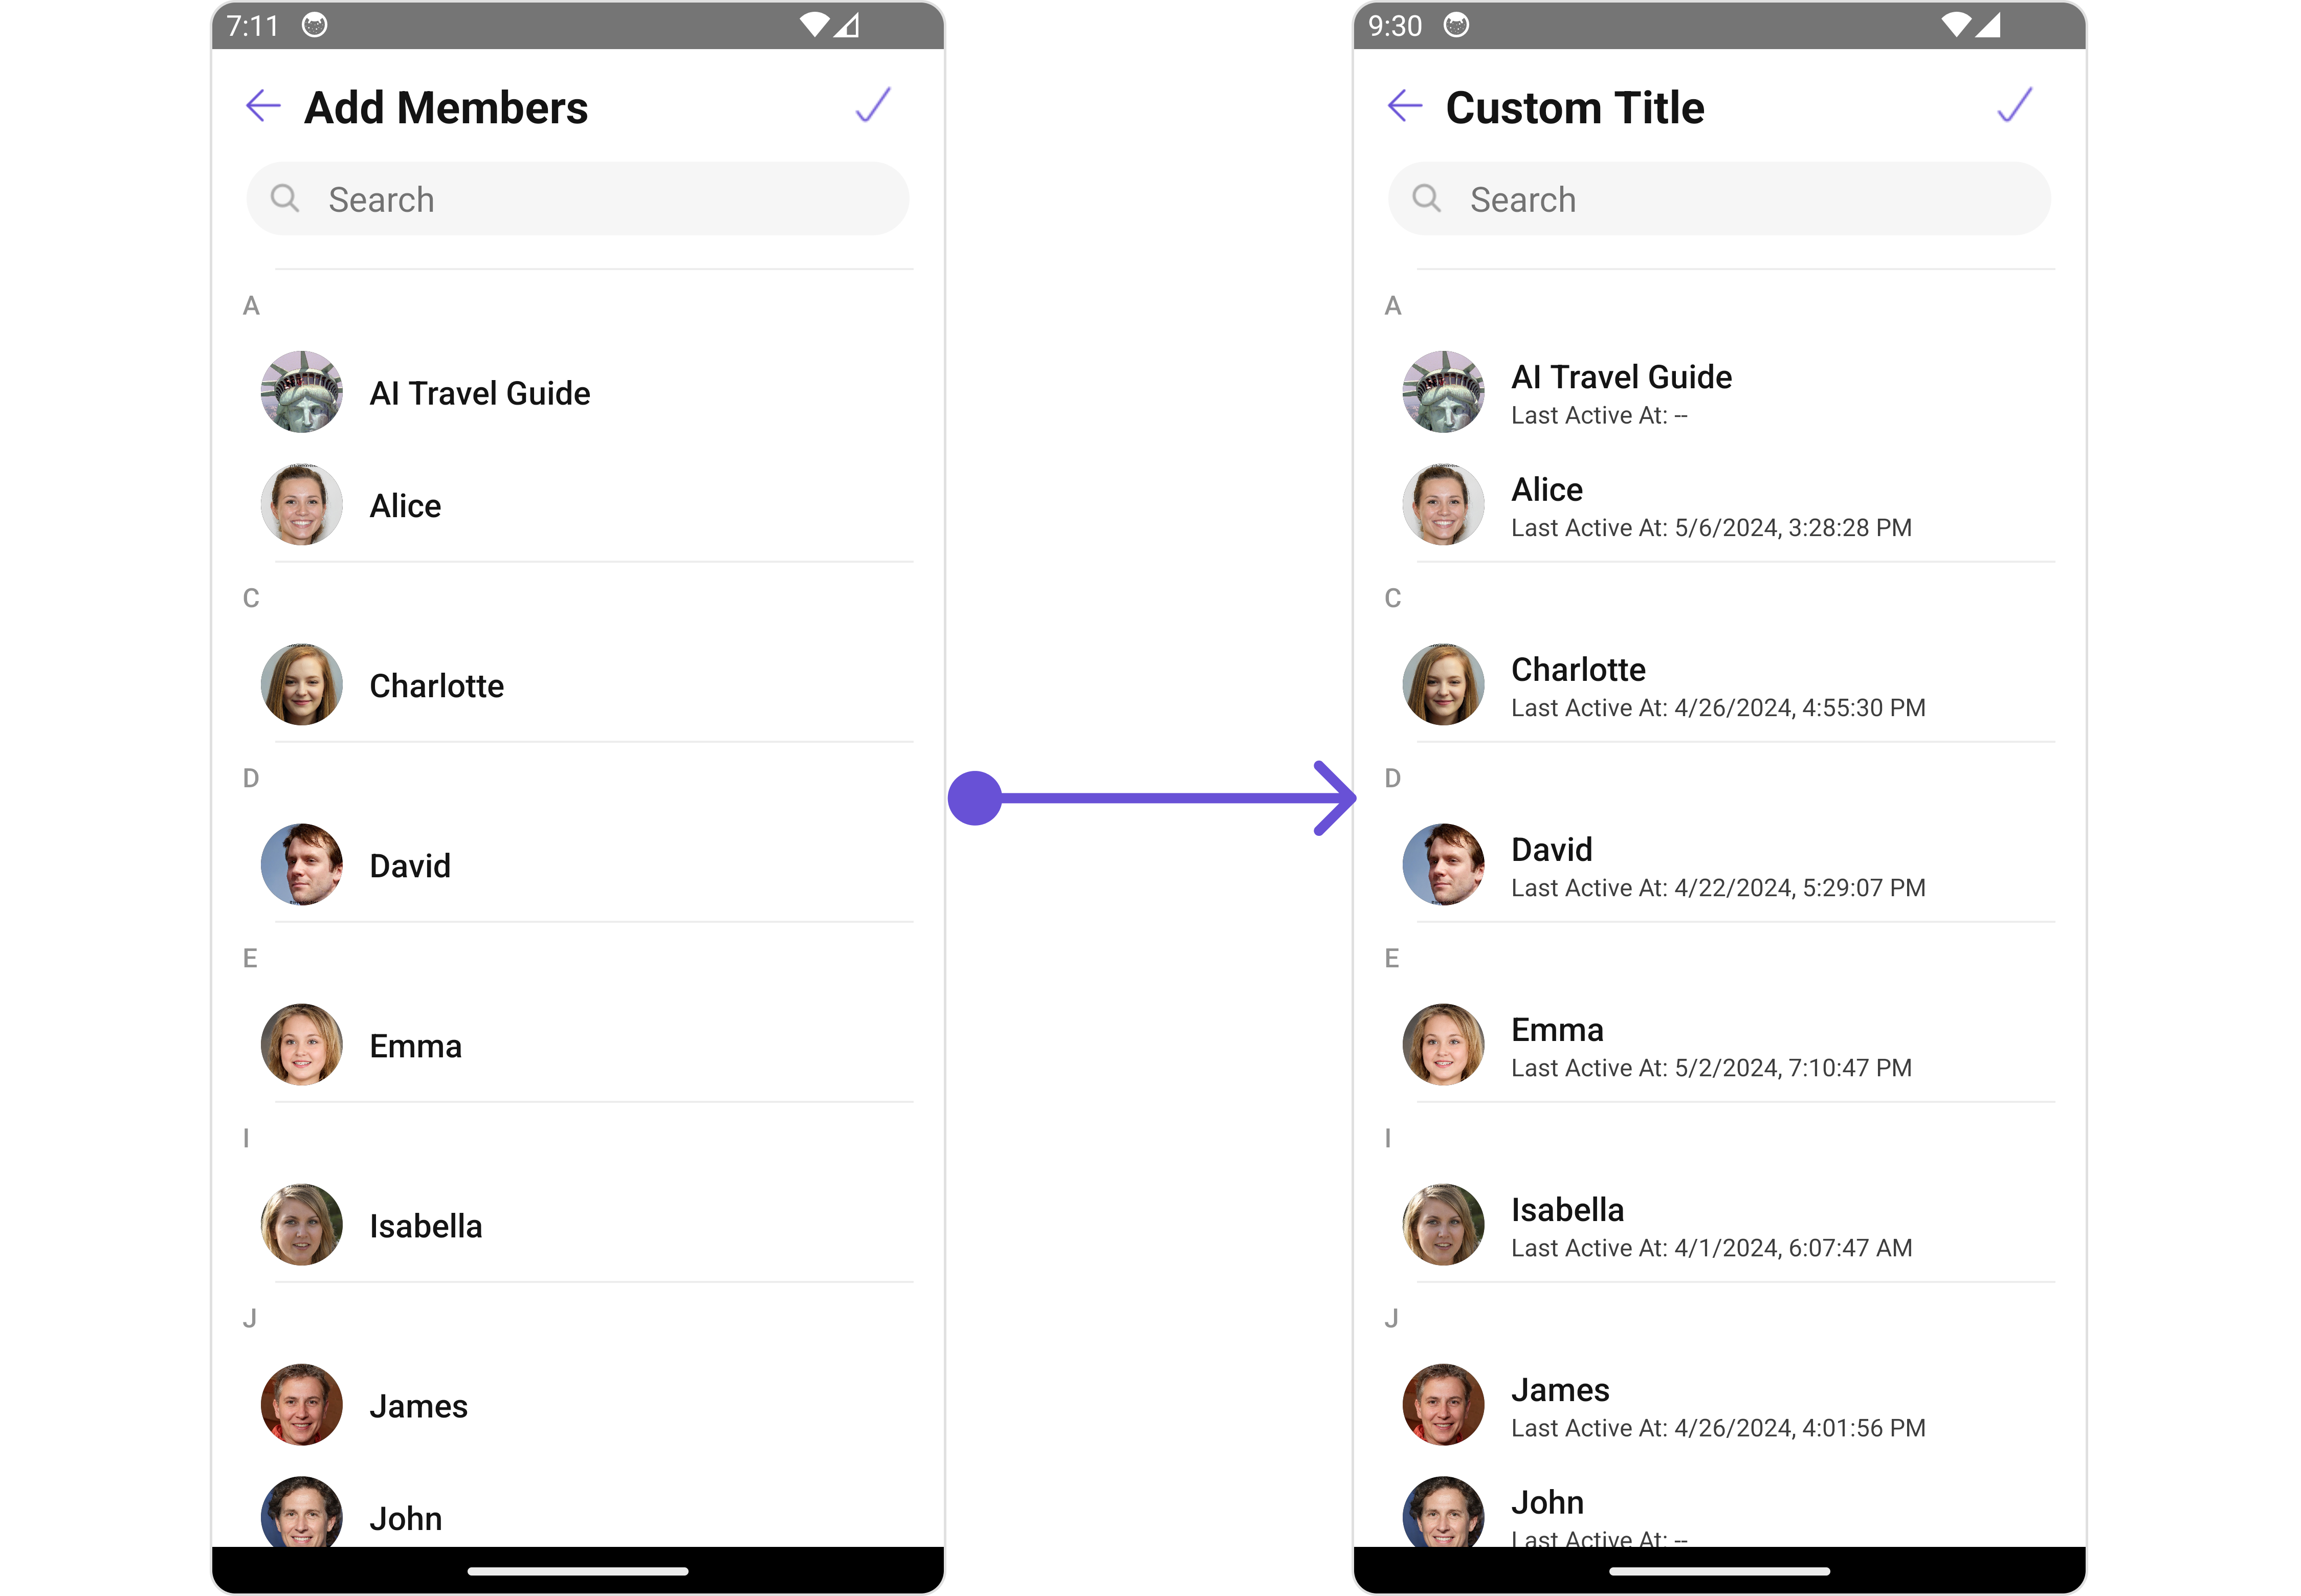 7:11
Add Members
Search
A
AI Travel Guide
Alice
C
Charlotte
D
David
E
Emma
I
Isabella
J
James
John
9:30
Custom Title
Search
A
AI Travel Guide
Last Active At: --
Alice
Last Active At: 5/6/2024, 3:28:28 PM
C
Charlotte
Last Active At: 4/26/2024, 4:55:30 PM
D
David
Last Active At: 4/22/2024, 5:29:07 PM
E
Emma
Last Active At: 5/2/2024, 7:10:47 PM
I
Isabella
Last Active At: 4/1/2024, 6:07:47 AM
J
James
Last Active At: 4/26/2024, 4:01:56 PM
John
Last Active At: --